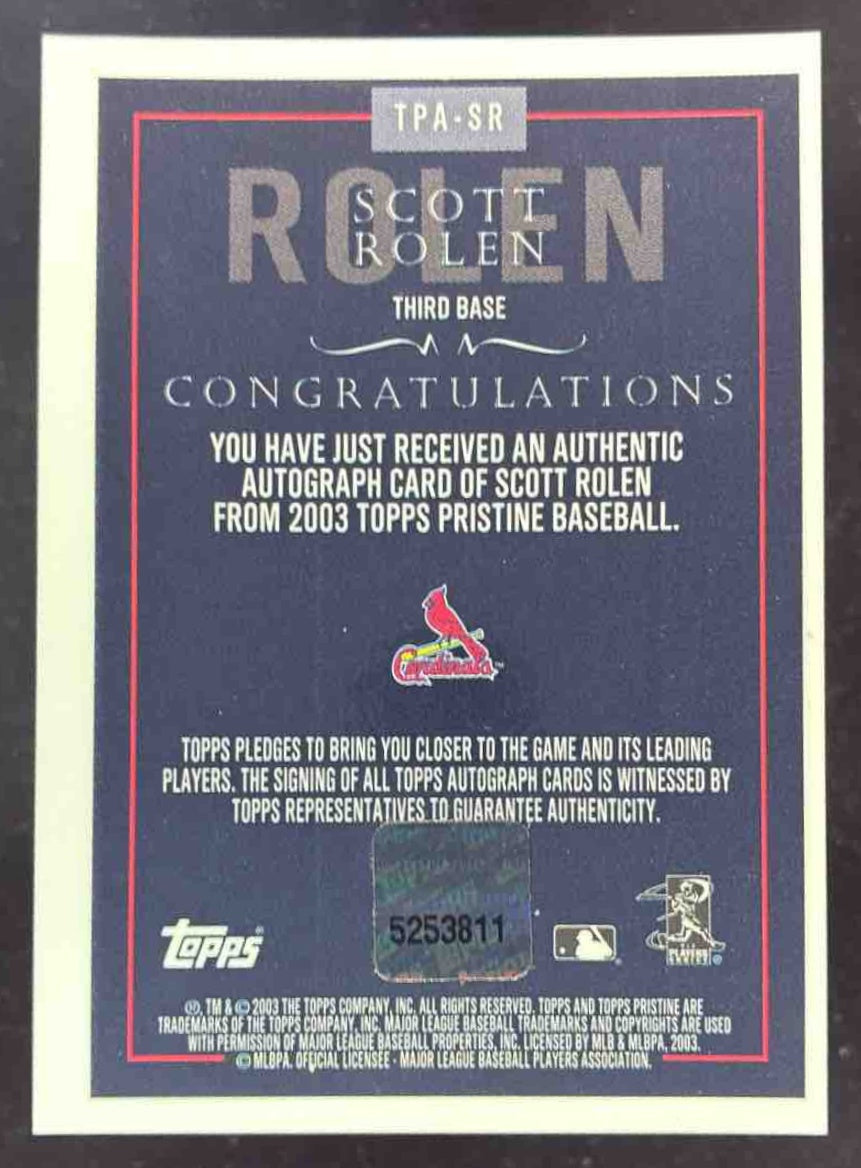 TPA-SR
ROLEN
SCOTT
ROLEN
THIRD BASE
CONGRATULATIONS
YOU HAVE JUST RECEIVED AN AUTHENTIC
AUTOGRAPH CARD OF SCOTT ROLEN
FROM 2003 TOPPS PRISTINE BASEBALL.
Cardinals™
TOPPS PLEDGES TO BRING YOU CLOSER TO THE GAME AND ITS LEADING
PLAYERS. THE SIGNING OF ALL TOPPS AUTOGRAPH CARDS IS WITNESSED BY
TOPPS REPRESENTATIVES TO GUARANTEE AUTHENTICITY.
5253811
topps®
®, TM & © 2003 THE TOPPS COMPANY, INC. ALL RIGHTS RESERVED. TOPPS AND TOPPS PRISTINE ARE
TRADEMARKS OF THE TOPPS COMPANY, INC. MAJOR LEAGUE BASEBALL TRADEMARKS AND COPYRIGHTS ARE USED
WITH PERMISSION OF MAJOR LEAGUE BASEBALL PROPERTIES, INC. LICENSED BY MLB & MLBPA, 2003.
© MLBPA. OFFICIAL LICENSEE - MAJOR LEAGUE BASEBALL PLAYERS ASSOCIATION.